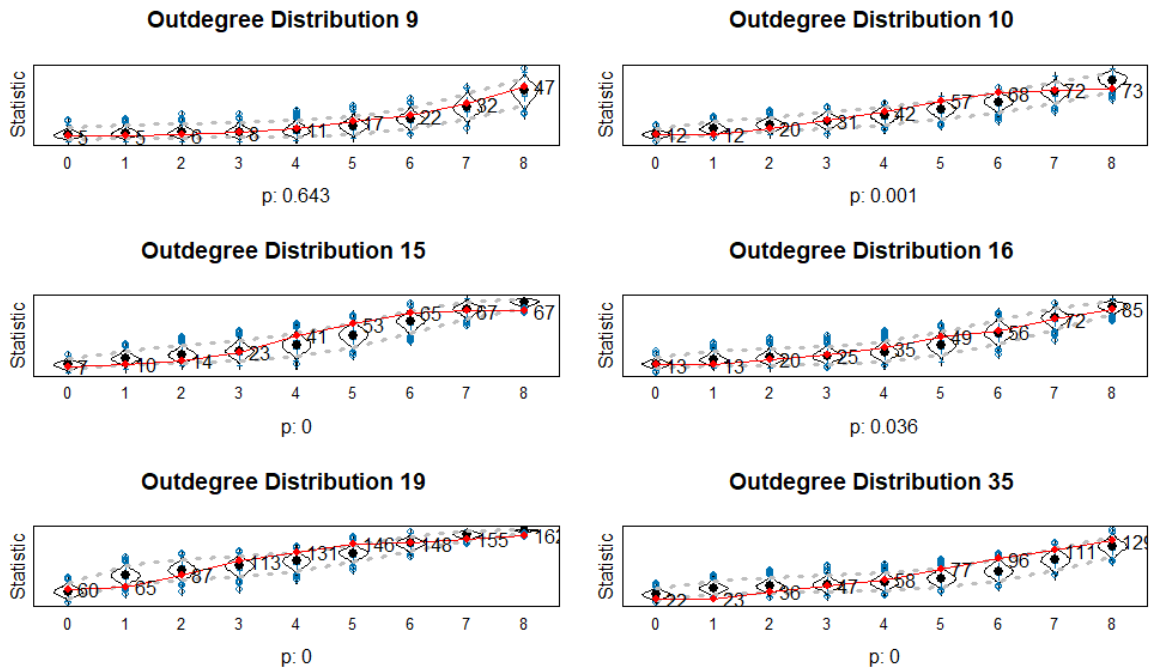 Outdegree Distribution 9
Statistic
5 5 6 8 11 17 22 32 47
0 1 2 3 4 5 6 7 8
p: 0.643
Outdegree Distribution 10
Statistic
12 12 20 31 42 57 68 72 73
0 1 2 3 4 5 6 7 8
p: 0.001
Outdegree Distribution 15
Statistic
7 10 14 23 41 53 65 67 67
0 1 2 3 4 5 6 7 8
p: 0
Outdegree Distribution 16
Statistic
13 13 20 25 35 49 56 72 85
0 1 2 3 4 5 6 7 8
p: 0.036
Outdegree Distribution 19
Statistic
60 65 87 113 131 146 148 155 162
0 1 2 3 4 5 6 7 8
p: 0
Outdegree Distribution 35
Statistic
22 23 36 47 58 77 96 111 129
0 1 2 3 4 5 6 7 8
p: 0